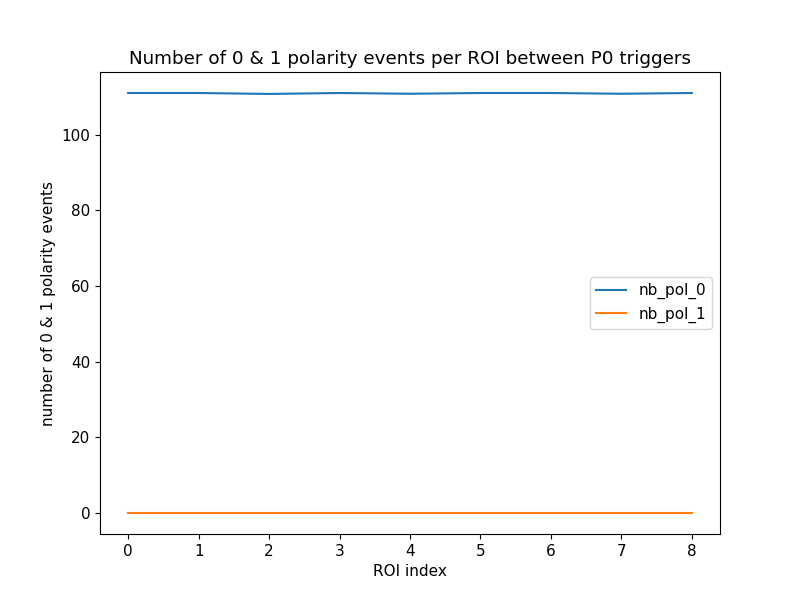 Number of 0 & 1 polarity events per ROI between P0 triggers
number of 0 & 1 polarity events
100
80
60
40
20
0
nb_pol_0
nb_pol_1
0 1 2 3 4 5 6 7 8
ROI index